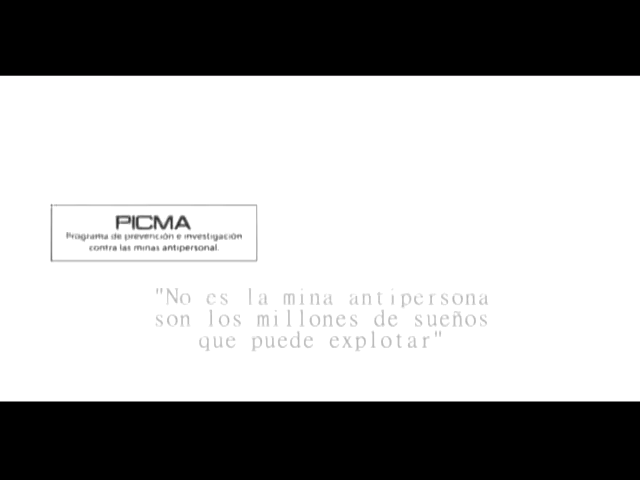 PICMA
Programa de prevención e investigación
contra las minas antipersonal.
"No es la mina antipersona
son los millones de sueños
que puede explotar"